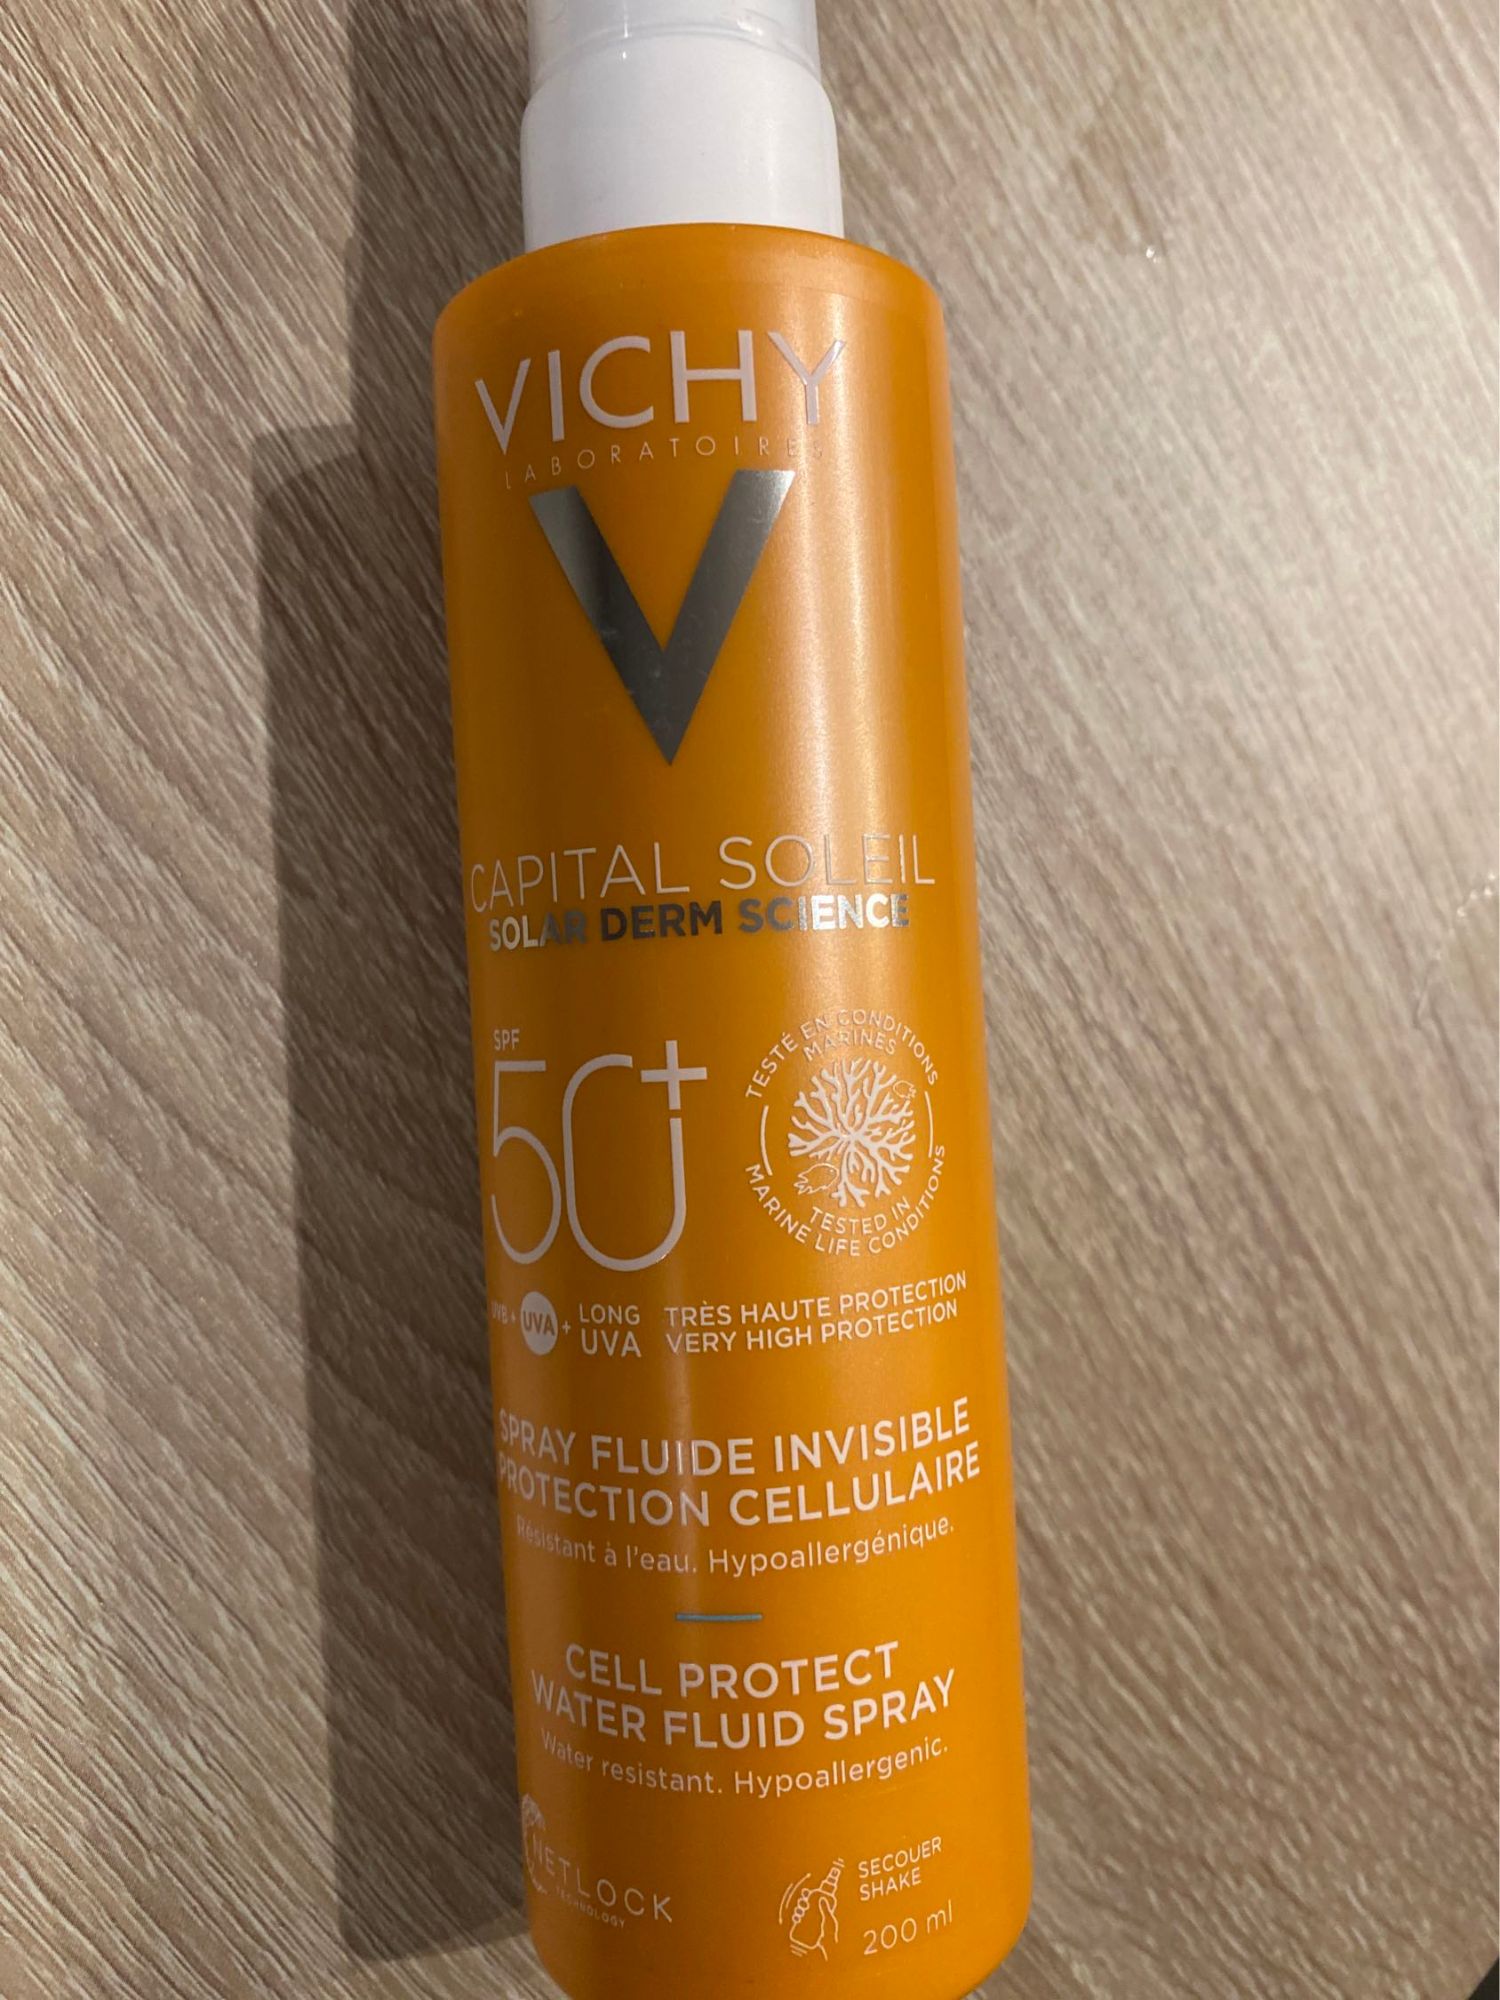 VICHY
LABORATOIRES
V
CAPITAL SOLEIL
SOLAR DERM SCIENCE
SPF
50+
TESTÉ EN CONDITIONS
MARINES
TESTED IN
MARINE LIFE CONDITIONS
UVB + UVA + LONG UVA
TRÈS HAUTE PROTECTION
VERY HIGH PROTECTION
SPRAY FLUIDE INVISIBLE
PROTECTION CELLULAIRE
Résistant à l'eau. Hypoallergénique.
CELL PROTECT
WATER FLUID SPRAY
Water resistant. Hypoallergenic.
NETLOCK
TECHNOLOGY
SECOUER
SHAKE
200 ml